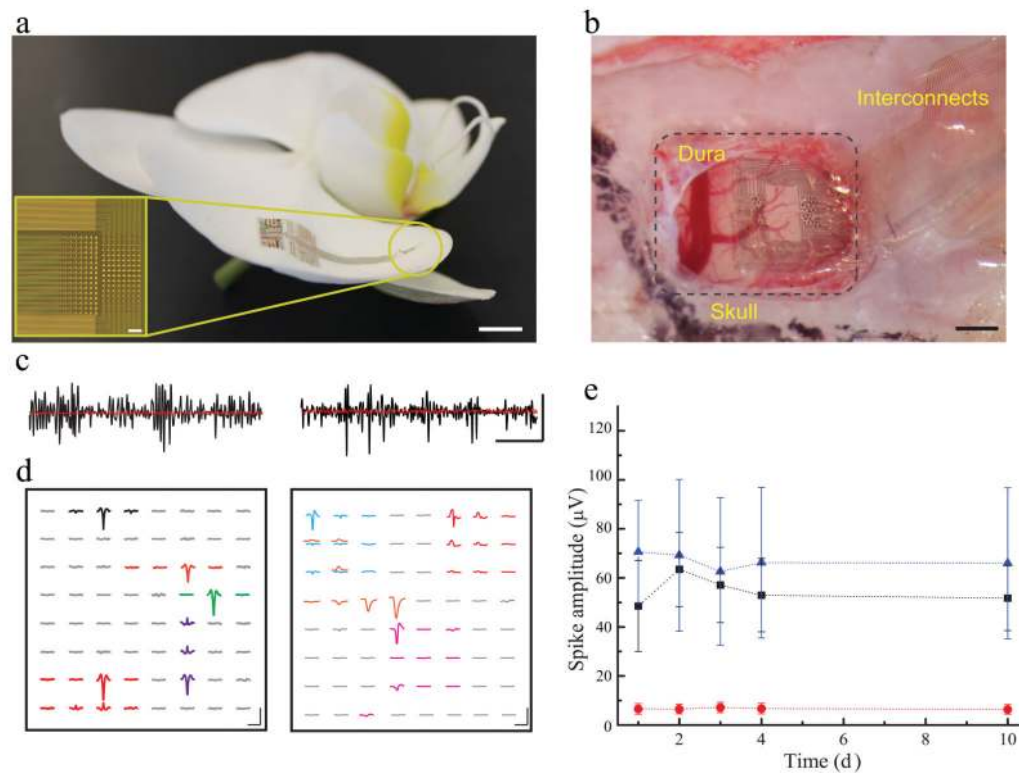 a
b
Interconnects
Dura
Skull
c
d
e
Spike amplitude (μV)
120
100
80
60
40
20
0
2
4
6
8
10
Time (d)